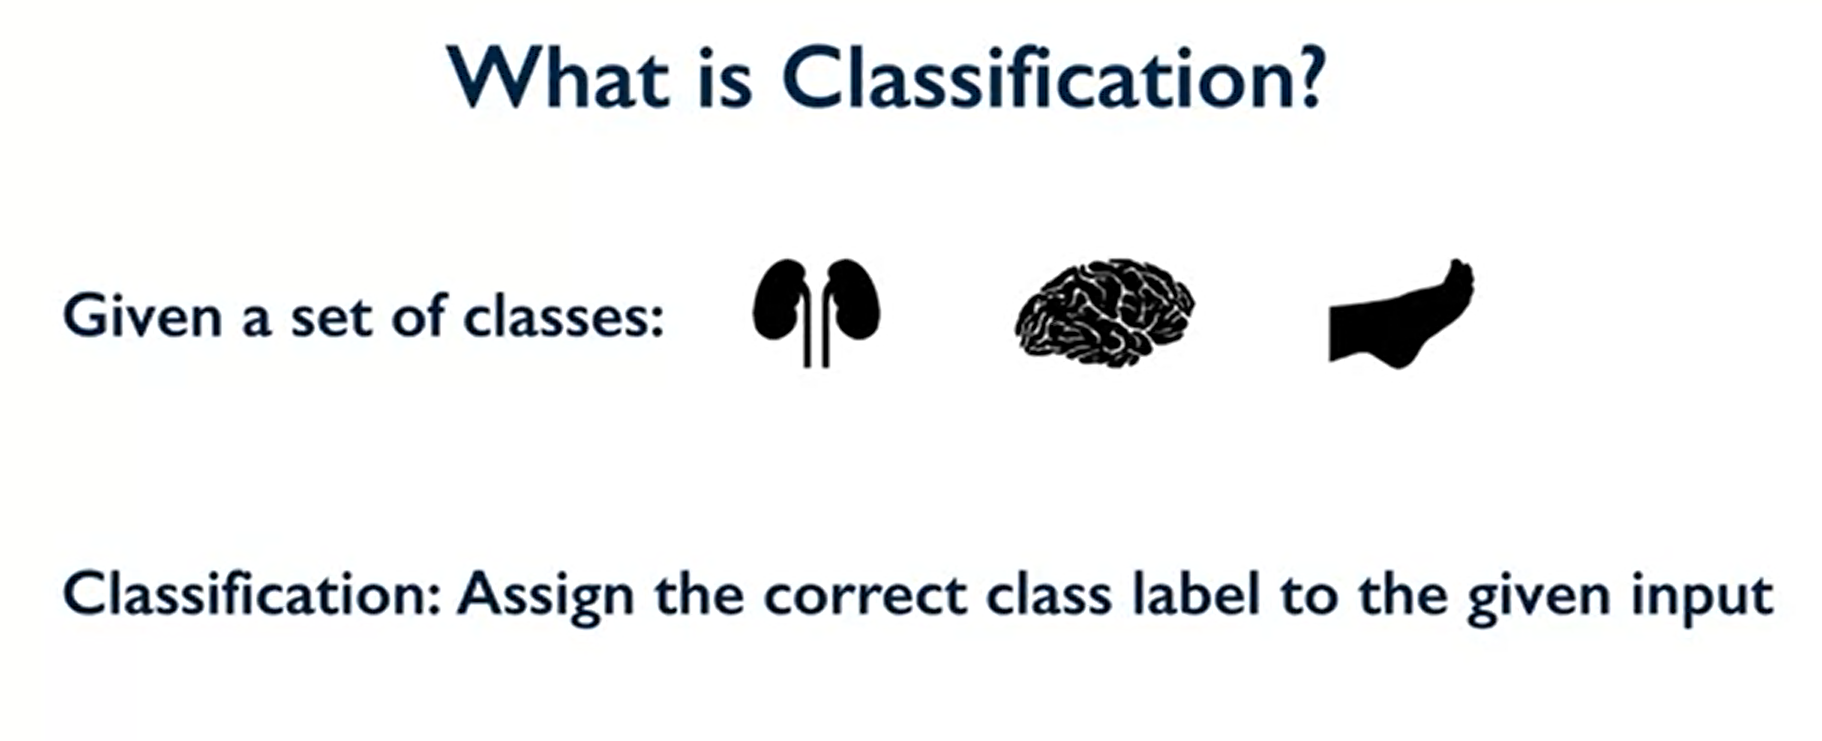 What is Classification?
Given a set of classes:
Classification: Assign the correct class label to the given input